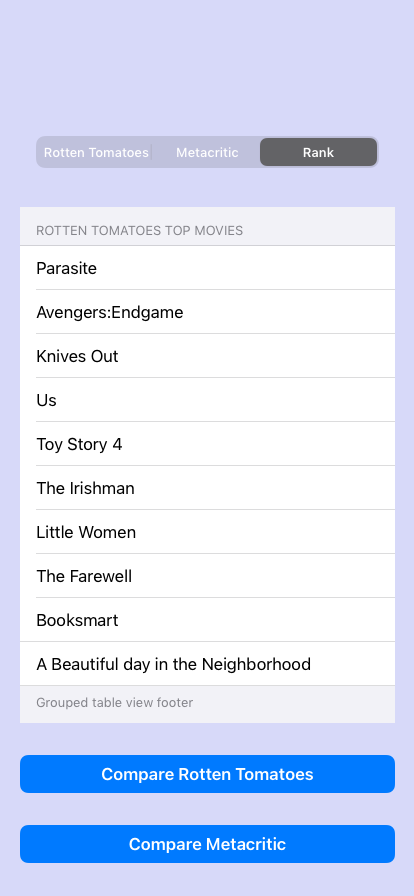 Rotten Tomatoes Metacritic Rank
ROTTEN TOMATOES TOP MOVIES
Parasite
Avengers:Endgame
Knives Out
Us
Toy Story 4
The Irishman
Little Women
The Farewell
Booksmart
A Beautiful day in the Neighborhood
Grouped table view footer
Compare Rotten Tomatoes
Compare Metacritic